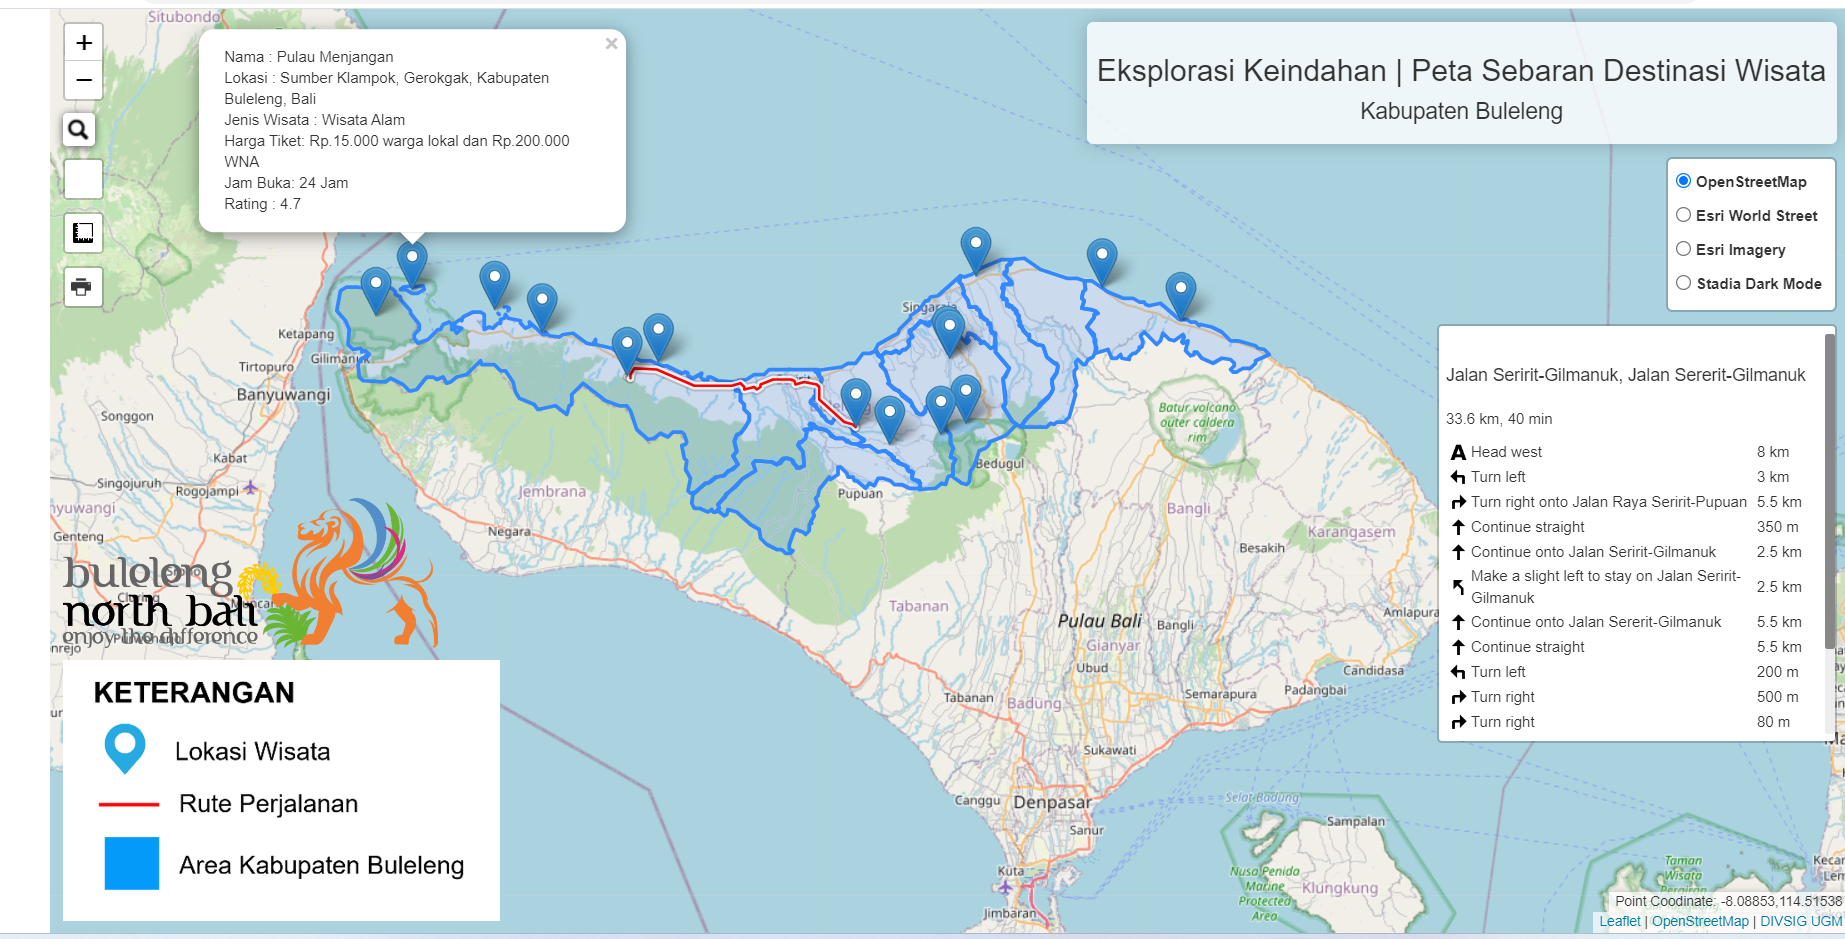 Situbondo
+
−
Nama : Pulau Menjangan
Lokasi : Sumber Klampok, Gerokgak, Kabupaten
Buleleng, Bali
Jenis Wisata : Wisata Alam
Harga Tiket: Rp.15.000 warga lokal dan Rp.200.000
WNA
Jam Buka: 24 Jam
Rating : 4.7
×
Eksplorasi Keindahan | Peta Sebaran Destinasi Wisata
Kabupaten Buleleng
OpenStreetMap
Esri World Street
Esri Imagery
Stadia Dark Mode
Ketapang
Gilimanuk
Tirtopuro
Banyuwangi
Songgon
Kabat
Singojuruh
Rogojampi
nyuwangi
Genteng
Jembrana
Negara
Pupuan
Bedugul
Batur volcano
outer caldera
rim
Bangli
Karangasem
Besakih
Tabanan
Pulau Bali
Bangli
Gianyar
Ubud
Amlapura
Candidasa
Semarapura
Padangbai
Tabanan
Badung
Sukawati
Canggu
Denpasar
Sanur
Selat Badung
Sampalan
Kuta
Nusa Penida
Marine
Protected
Area
Klungkung
Jimbaran
Taman
Wisata
Perairan
Jalan Seririt-Gilmanuk, Jalan Sererit-Gilmanuk
33.6 km, 40 min
A Head west 8 km
Turn left 3 km
Turn right onto Jalan Raya Seririt-Pupuan 5.5 km
Continue straight 350 m
Continue onto Jalan Seririt-Gilmanuk 2.5 km
Make a slight left to stay on Jalan Seririt-
Gilmanuk 2.5 km
Continue onto Jalan Sererit-Gilmanuk 5.5 km
Continue straight 5.5 km
Turn left 200 m
Turn right 500 m
Turn right 80 m
buleleng
north bali
enjoy the difference
KETERANGAN
Lokasi Wisata
Rute Perjalanan
Area Kabupaten Buleleng
Point Coodinate: -8.08853,114.51538
Leaflet | OpenStreetMap | DIVSIG UGM